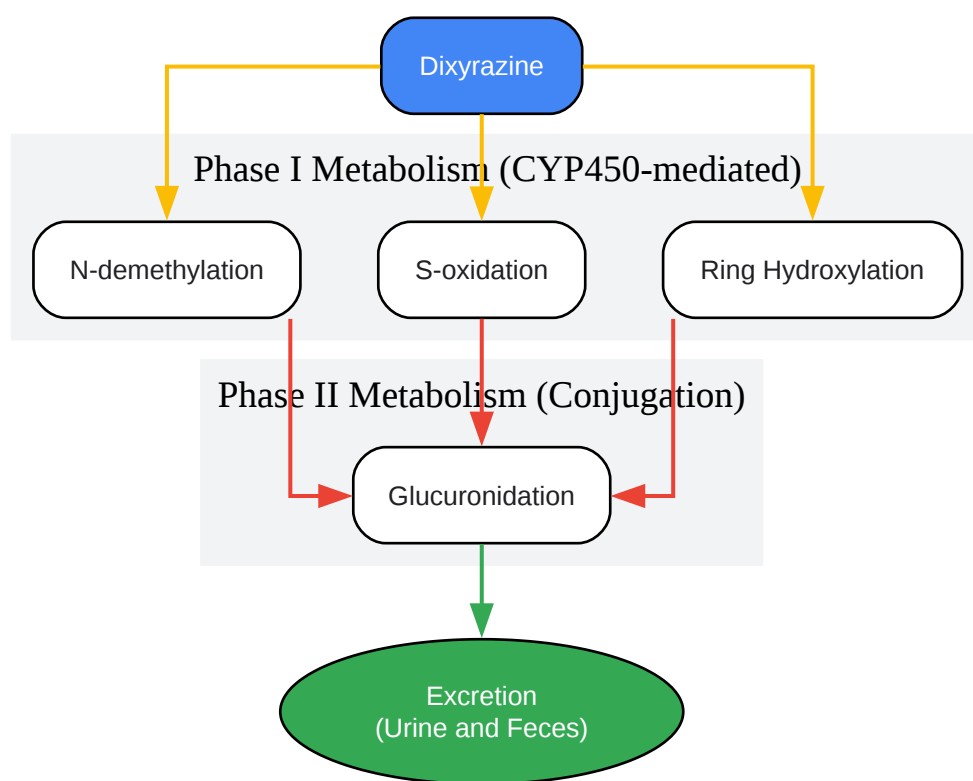 Dixyrazine
Phase I Metabolism (CYP450-mediated)
N-demethylation
S-oxidation
Ring Hydroxylation
Phase II Metabolism (Conjugation)
Glucuronidation
Excretion
(Urine and Feces)